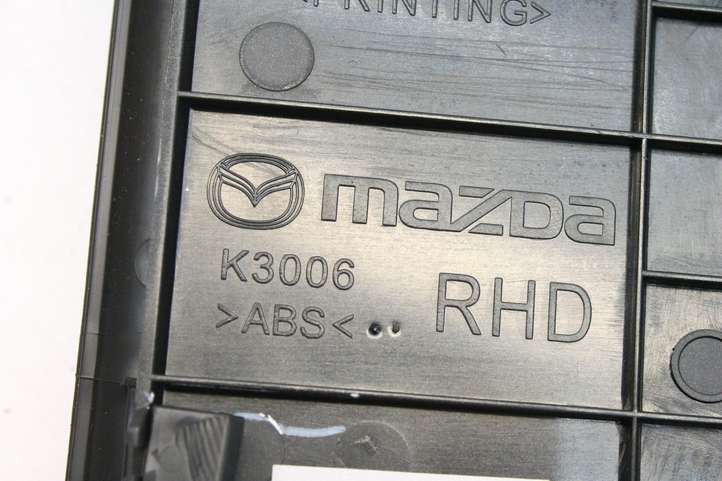 PRINTING>
mazda
K3006
>ABS<
RHD